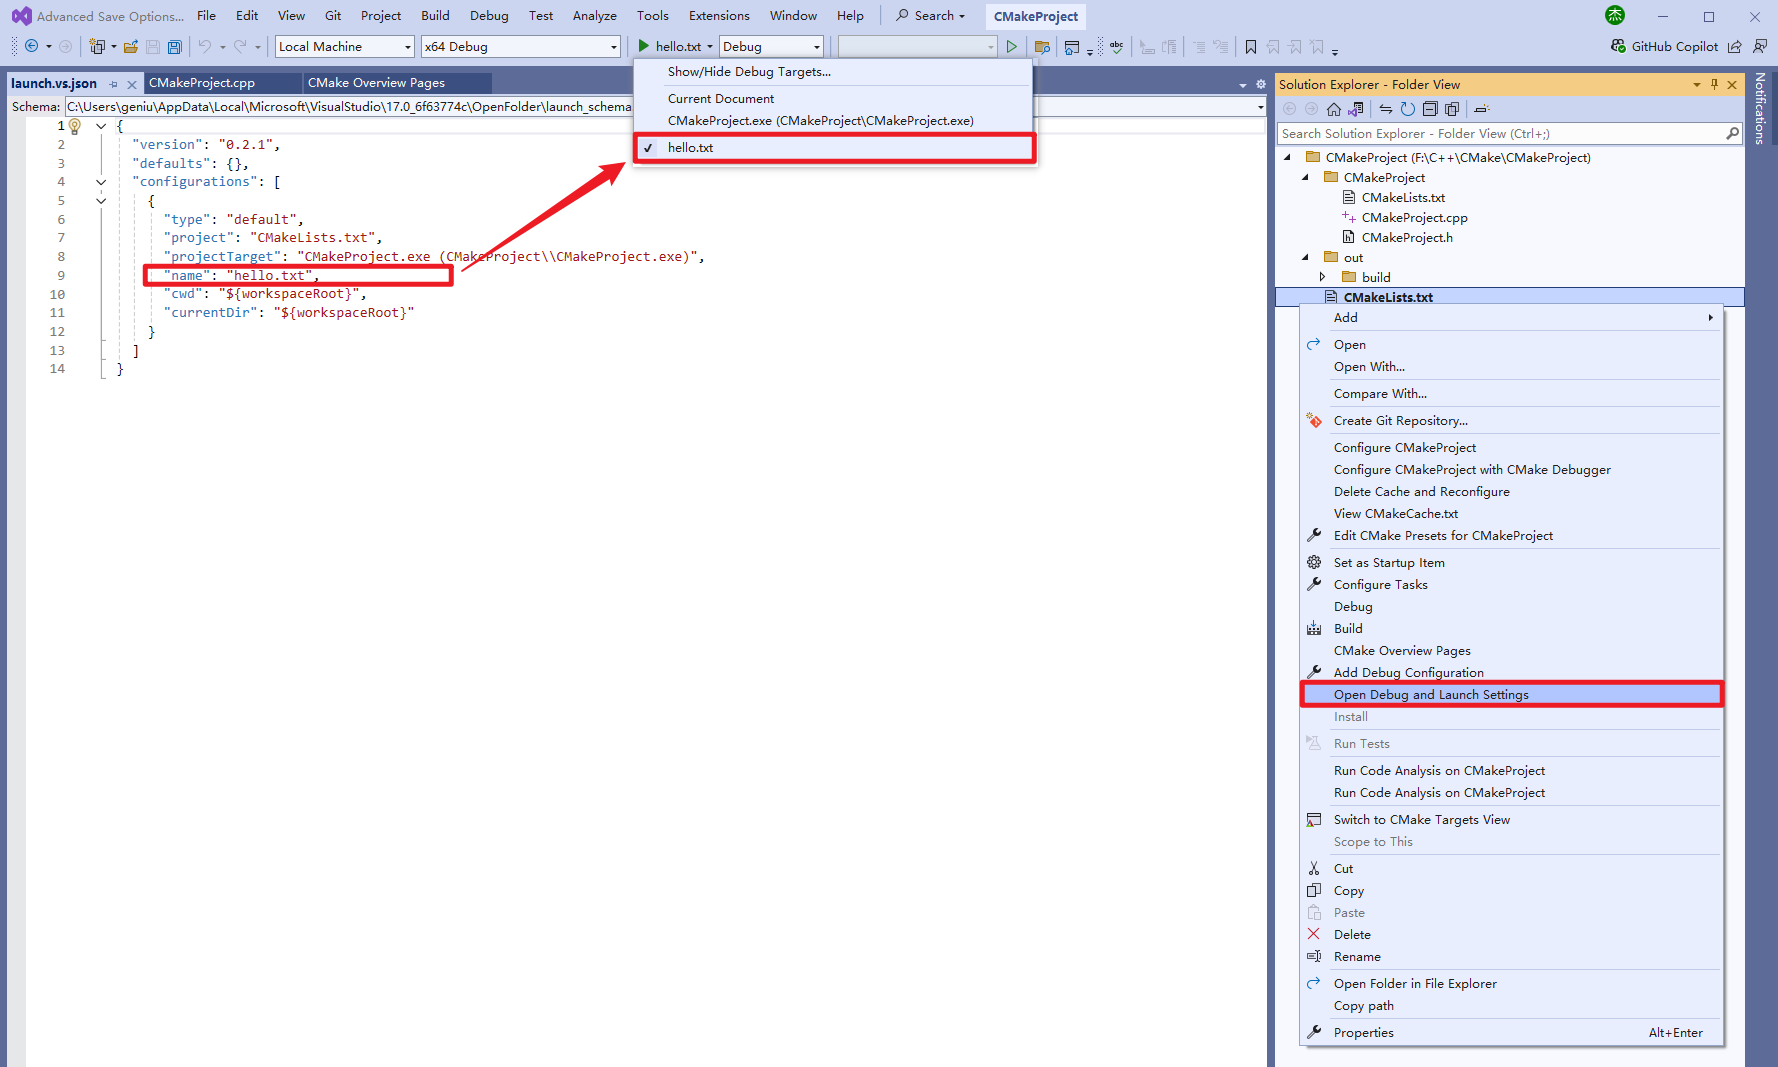 Advanced Save Options... File Edit View Git Project Build Debug Test Analyze Tools Extensions Window Help Search CMakeProject 杰
Local Machine x64 Debug hello.txt Debug abc GitHub Copilot
launch.vs.json CMakeProject.cpp CMake Overview Pages
Schema: C:\Users\geniu\AppData\Local\Microsoft\VisualStudio\17.0_6f63774c\OpenFolder\launch_schema
1 {
2 "version": "0.2.1",
3 "defaults": {},
4 "configurations": [
5 {
6 "type": "default",
7 "project": "CMakeLists.txt",
8 "projectTarget": "CMakeProject.exe (CMakeProject\\CMakeProject.exe)",
9 "name": "hello.txt",
10 "cwd": "${workspaceRoot}",
11 "currentDir": "${workspaceRoot}"
12 }
13 ]
14 }
Show/Hide Debug Targets...
Current Document
CMakeProject.exe (CMakeProject\CMakeProject.exe)
✓ hello.txt
Solution Explorer - Folder View
Search Solution Explorer - Folder View (Ctrl+;)
CMakeProject (F:\C++\CMake\CMakeProject)
CMakeProject
CMakeLists.txt
CMakeProject.cpp
CMakeProject.h
out
build
CMakeLists.txt
Add
Open
Open With...
Compare With...
Create Git Repository...
Configure CMakeProject
Configure CMakeProject with CMake Debugger
Delete Cache and Reconfigure
View CMakeCache.txt
Edit CMake Presets for CMakeProject
Set as Startup Item
Configure Tasks
Debug
Build
CMake Overview Pages
Add Debug Configuration
Open Debug and Launch Settings
Install
Run Tests
Run Code Analysis on CMakeProject
Run Code Analysis on CMakeProject
Switch to CMake Targets View
Scope to This
Cut
Copy
Paste
Delete
Rename
Open Folder in File Explorer
Copy path
Properties Alt+Enter
Notifications